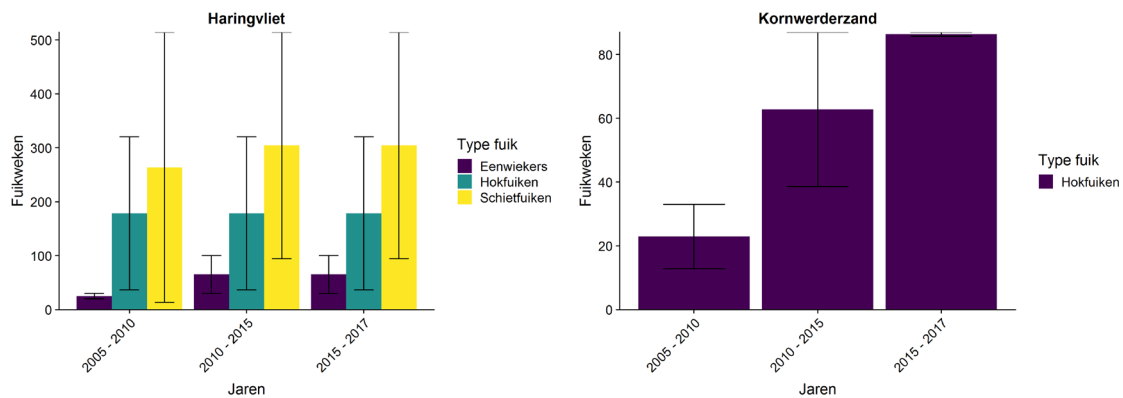 Haringvliet
500
400
300
200
100
0
Fuikweken
2005 - 2010
2010 - 2015
2015 - 2017
Jaren
Type fuik
Eenwiekers
Hokfuiken
Schietfuiken
Kornwerderzand
80
60
40
20
0
Fuikweken
2005 - 2010
2010 - 2015
2015 - 2017
Jaren
Type fuik
Hokfuiken